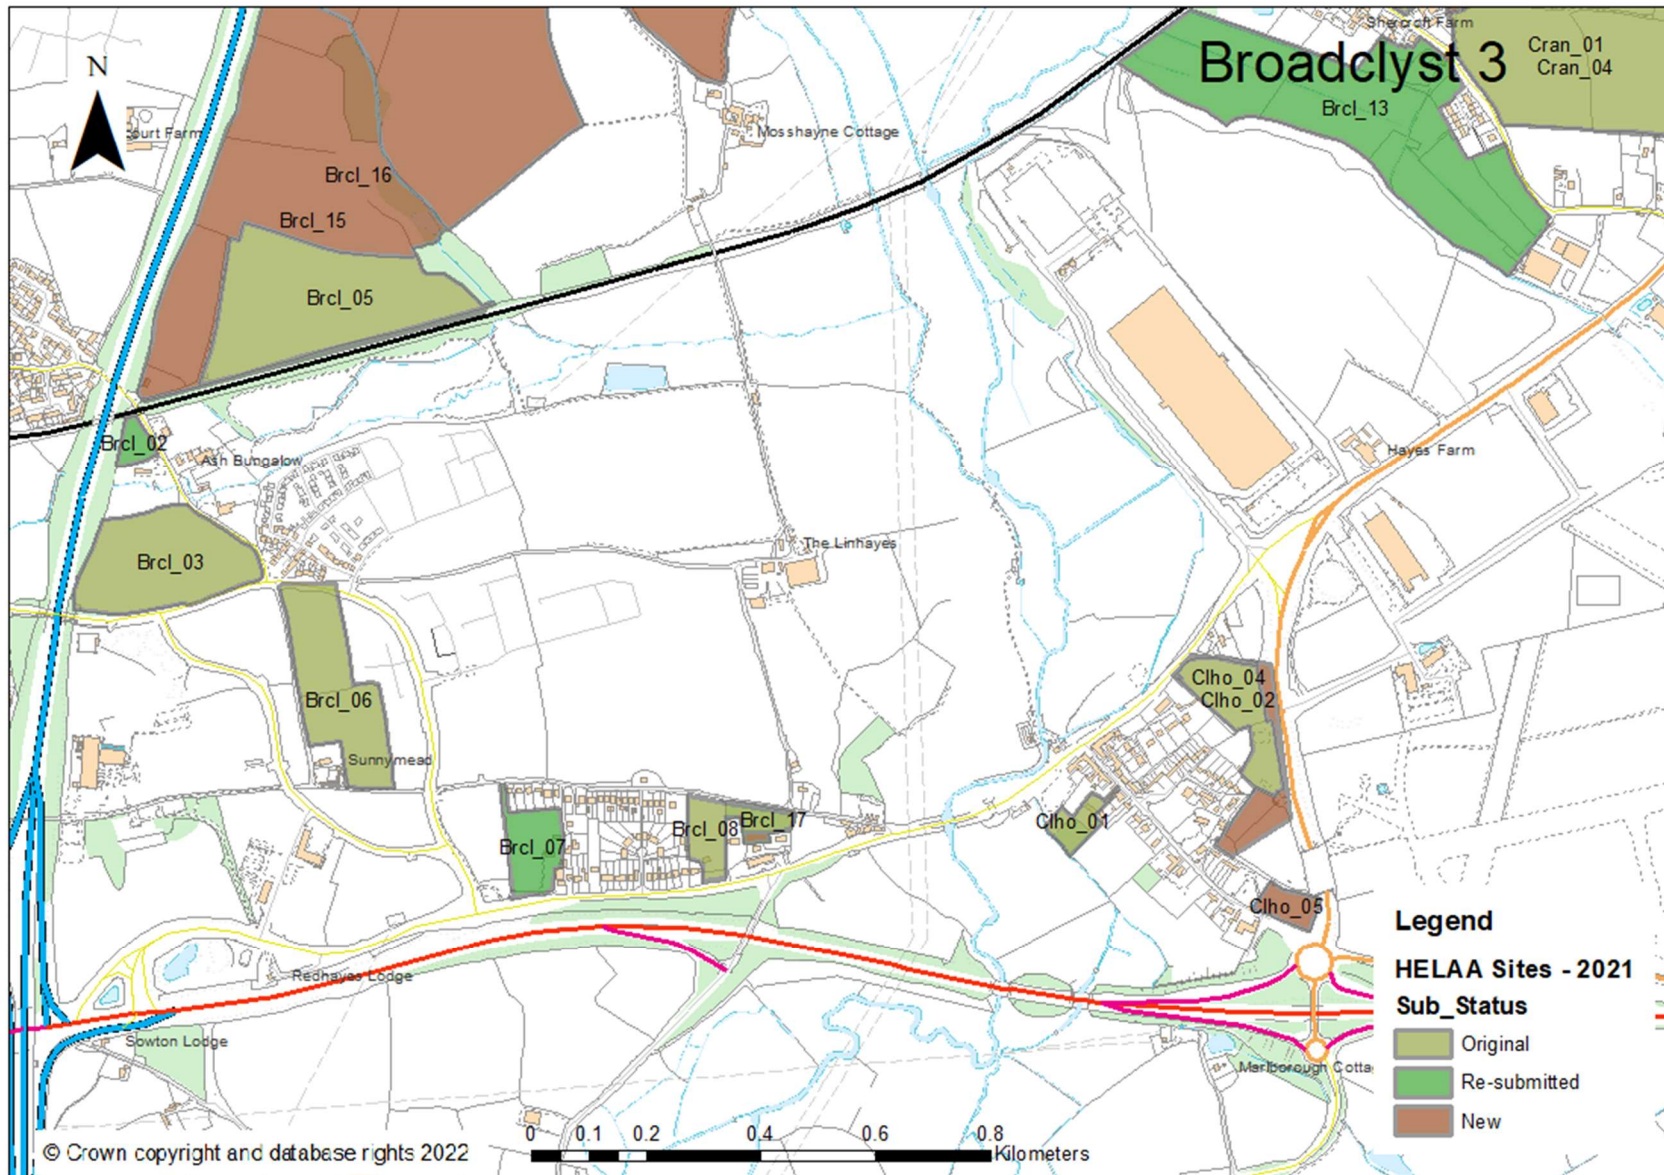 Shercroft Farm
Broadclyst 3
Cran_01
Cran_04
Brcl_13
N
ourt Farm
Mosshayne Cottage
Brcl_16
Brcl_15
Brcl_05
Brcl_02
Ash Bungalow
Hayes Farm
Brcl_03
The Linhayes
Brcl_06
Clho_04
Clho_02
Sunnymead
Brcl_07
Brcl_08
Brcl_17
Clho_01
Clho_05
Redhayes Lodge
Sowton Lodge
Marlborough Cotta
Legend
HELAA Sites - 2021
Sub_Status
Original
Re-submitted
New
© Crown copyright and database rights 2022
0 0.1 0.2 0.4 0.6 0.8
Kilometers